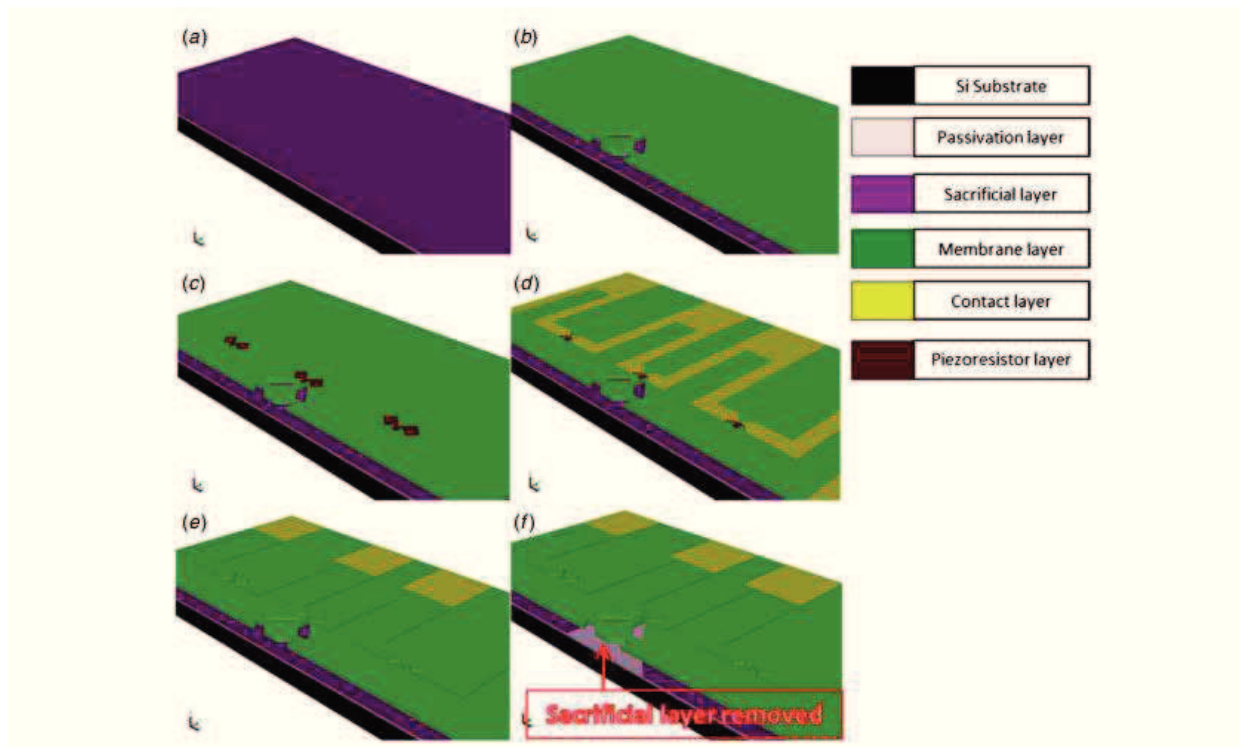 (a)
(b)
Si Substrate
Passivation layer
Sacrificial layer
Membrane layer
Contact layer
Piezoresistor layer
(c)
(d)
(e)
(f)
Sacrificial layer removed